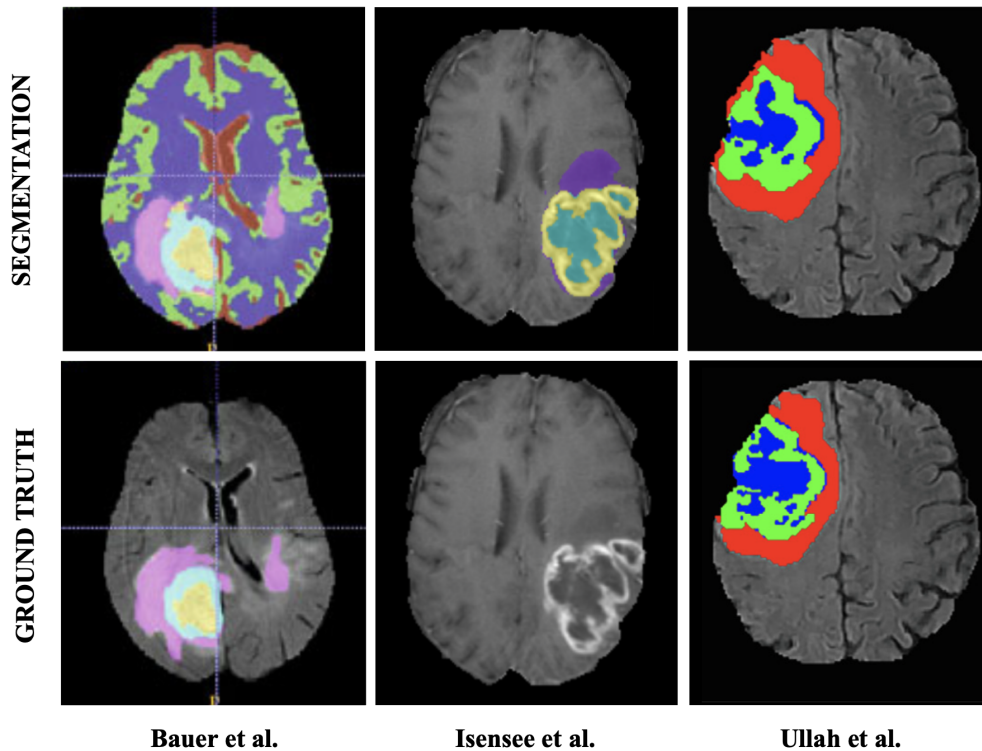 SEGMENTATION
GROUND TRUTH
Bauer et al.
Isensee et al.
Ullah et al.